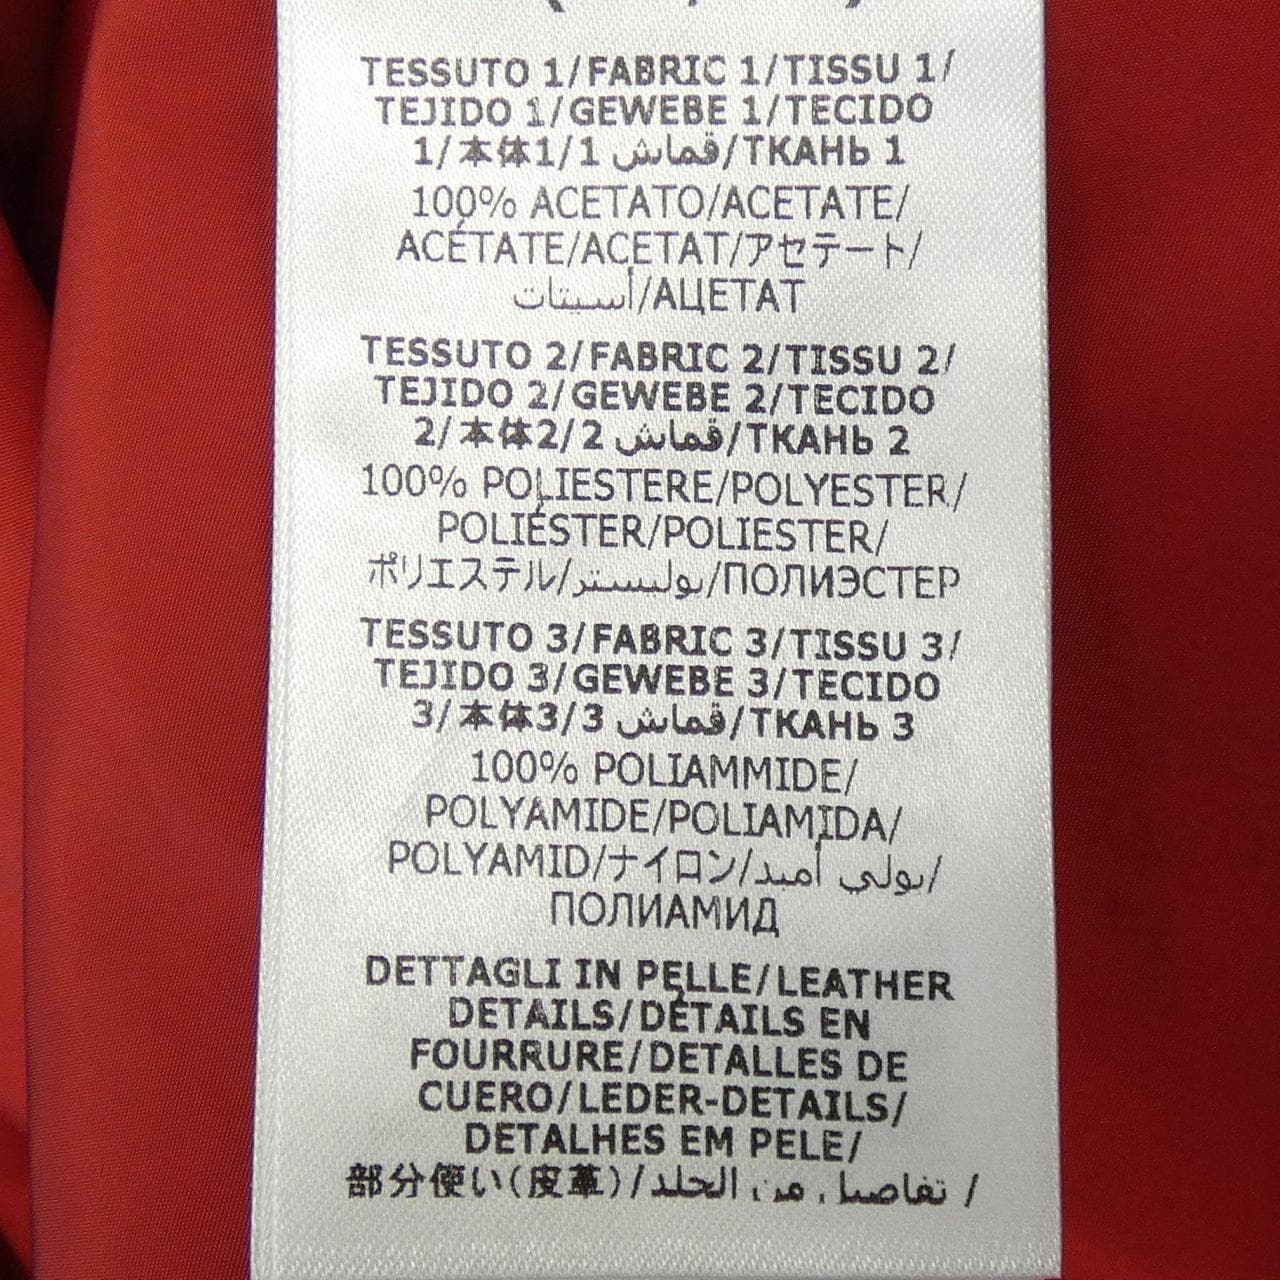 TESSUTO 1/FABRIC 1/TISSU 1/
TEJIDO 1/GEWEBE 1/TECIDO
1/本体1/1 قماش/ТКАНЬ 1
100% ACETATO/ACETATE/
ACÉTATE/ACETAT/アセテート/
أسيتات/АЦЕТАТ
TESSUTO 2/FABRIC 2/TISSU 2/
TEJIDO 2/GEWEBE 2/TECIDO
2/本体2/2 قماش/ТКАНЬ 2
100% POLIESTERE/POLYESTER/
POLIÉSTER/POLIESTER/
ポリエステル/بوليستر/ПОЛИЭСТЕР
TESSUTO 3/FABRIC 3/TISSU 3/
TEJIDO 3/GEWEBE 3/TECIDO
3/本体3/3 قماش/ТКАНЬ 3
100% POLIAMMIDE/
POLYAMIDE/POLIAMIDA/
POLYAMID/ナイロン/بولي أميد/
ПОЛИАМИД
DETTAGLI IN PELLE/LEATHER
DETAILS/DÉTAILS EN
FOURRURE/DETALLES DE
CUERO/LEDER-DETAILS/
DETALHES EM PELE/
部分使い(皮革)/تفاصيل من الجلد /